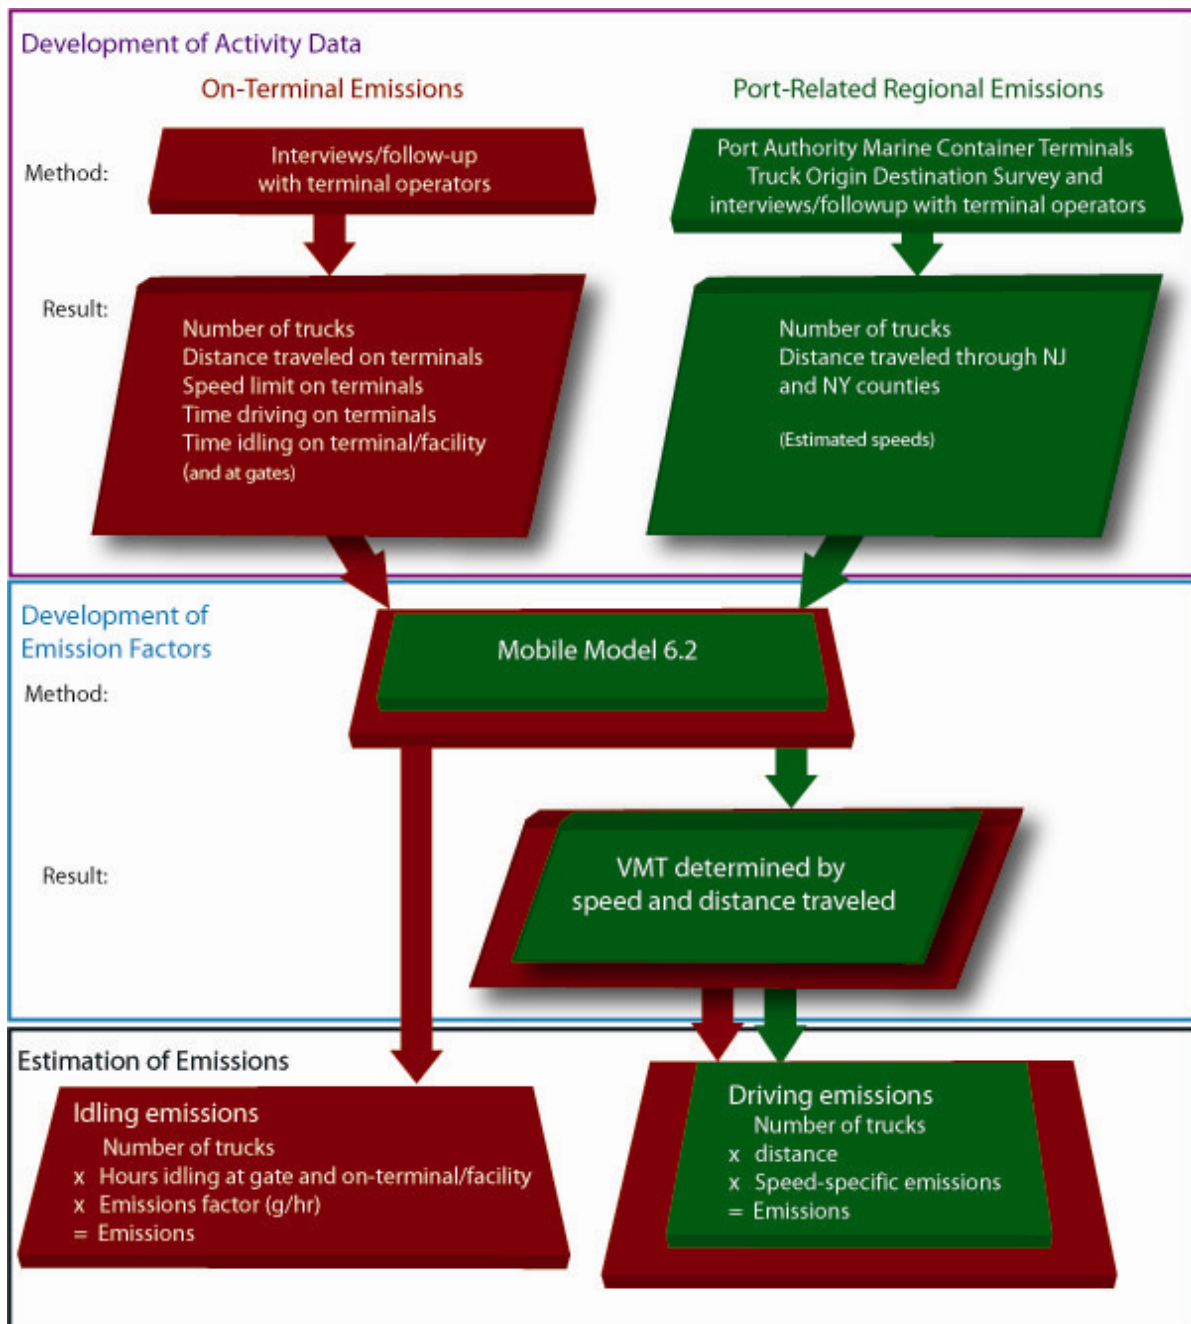 Development of Activity Data
On-Terminal Emissions
Port-Related Regional Emissions
Method:
Interviews/follow-up
with terminal operators
Port Authority Marine Container Terminals
Truck Origin Destination Survey and
interviews/followup with terminal operators
Result:
Number of trucks
Distance traveled on terminals
Speed limit on terminals
Time driving on terminals
Time idling on terminal/facility
(and at gates)
Number of trucks
Distance traveled through NJ
and NY counties
(Estimated speeds)
Development of
Emission Factors
Method:
Mobile Model 6.2
Result:
VMT determined by
speed and distance traveled
Estimation of Emissions
Idling emissions
Number of trucks
x Hours idling at gate and on-terminal/facility
x Emissions factor (g/hr)
= Emissions
Driving emissions
Number of trucks
x distance
x Speed-specific emissions
= Emissions